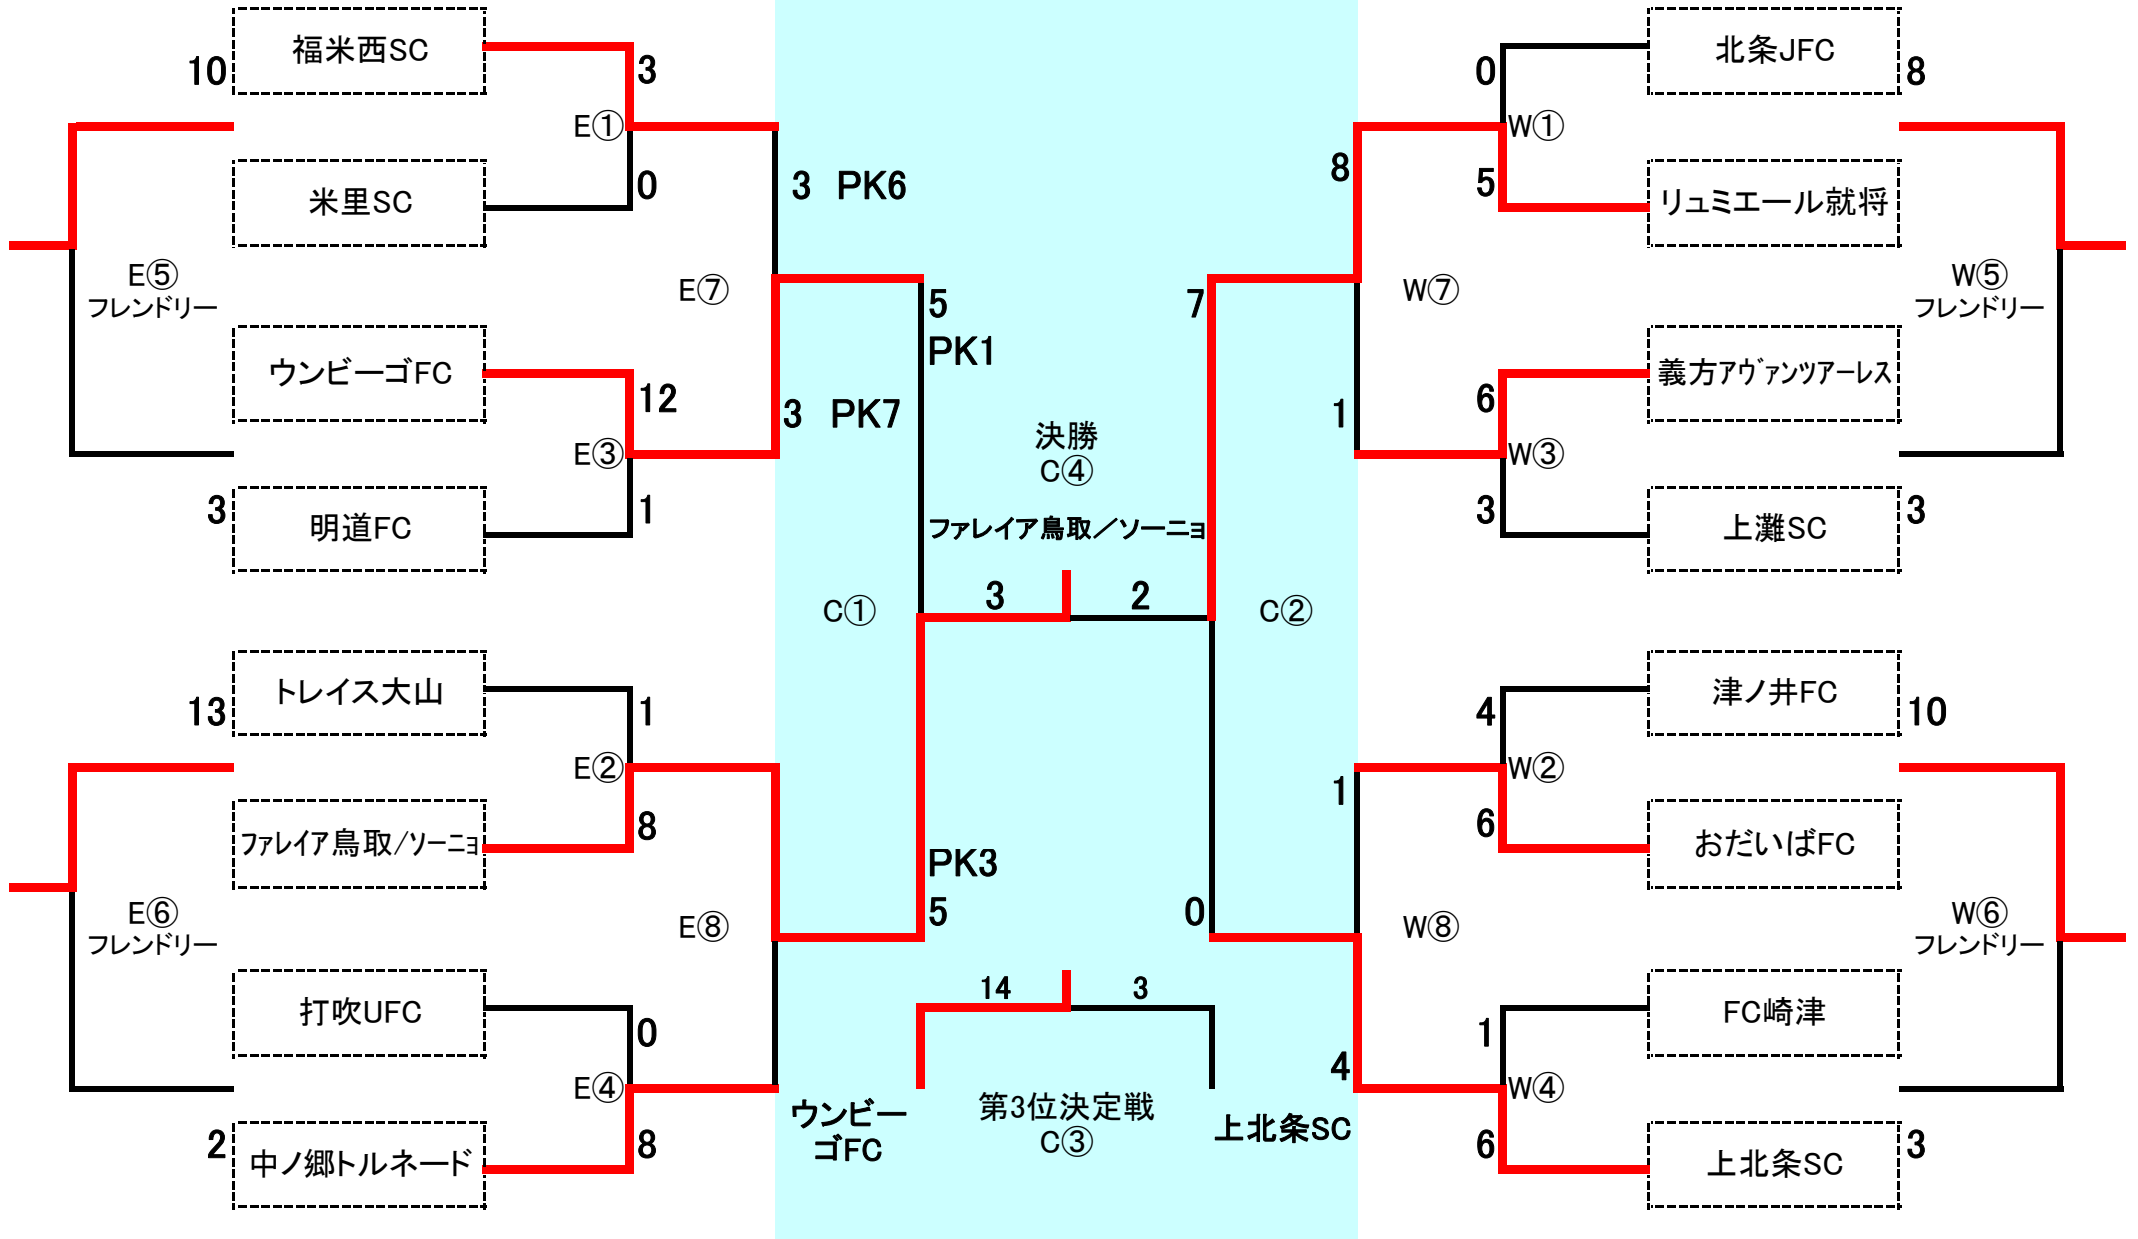 福米西SC
10
3
E①
米里SC
0
3 PK6
E⑤
フレンドリー
E⑦
ウンビーゴFC
12
3 PK7
E③
明道FC
3
1
5
PK1
決勝
C④
ファレイア鳥取／ソーニョ
3
2
C①
C②
トレイス大山
13
1
E②
ファレイア鳥取/ソーニョ
8
E⑥
フレンドリー
E⑧
PK3
5
打吹UFC
0
E④
中ノ郷トルネード
2
8
14
3
ウンビー
ゴFC
第3位決定戦
C③
上北条SC
北条JFC
0
8
W①
リュミエール就将
5
8
7
W⑦
W⑤
フレンドリー
義方アヴァンツアーレス
6
1
W③
上灘SC
3
3
津ノ井FC
4
10
W②
おだいばFC
6
1
0
W⑧
W⑥
フレンドリー
FC崎津
1
4
W④
上北条SC
6
3